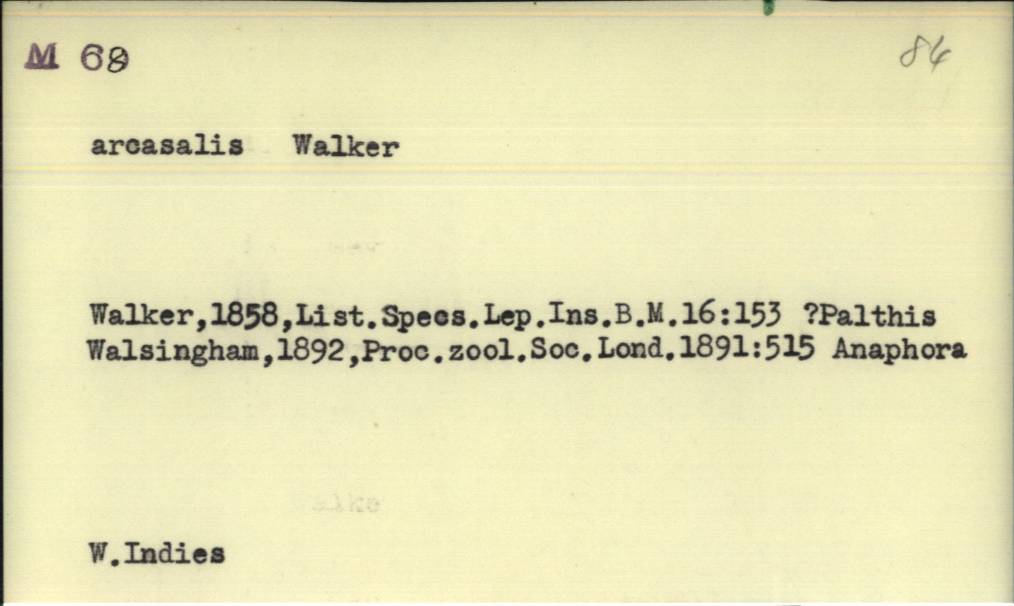 M 68
84
arcasalis Walker
Walker,1858,List.Specs.Lep.Ins.B.M.16:153 ?Palthis
Walsingham,1892,Proc.zool.Soc.Lond.1891:515 Anaphora
W.Indies